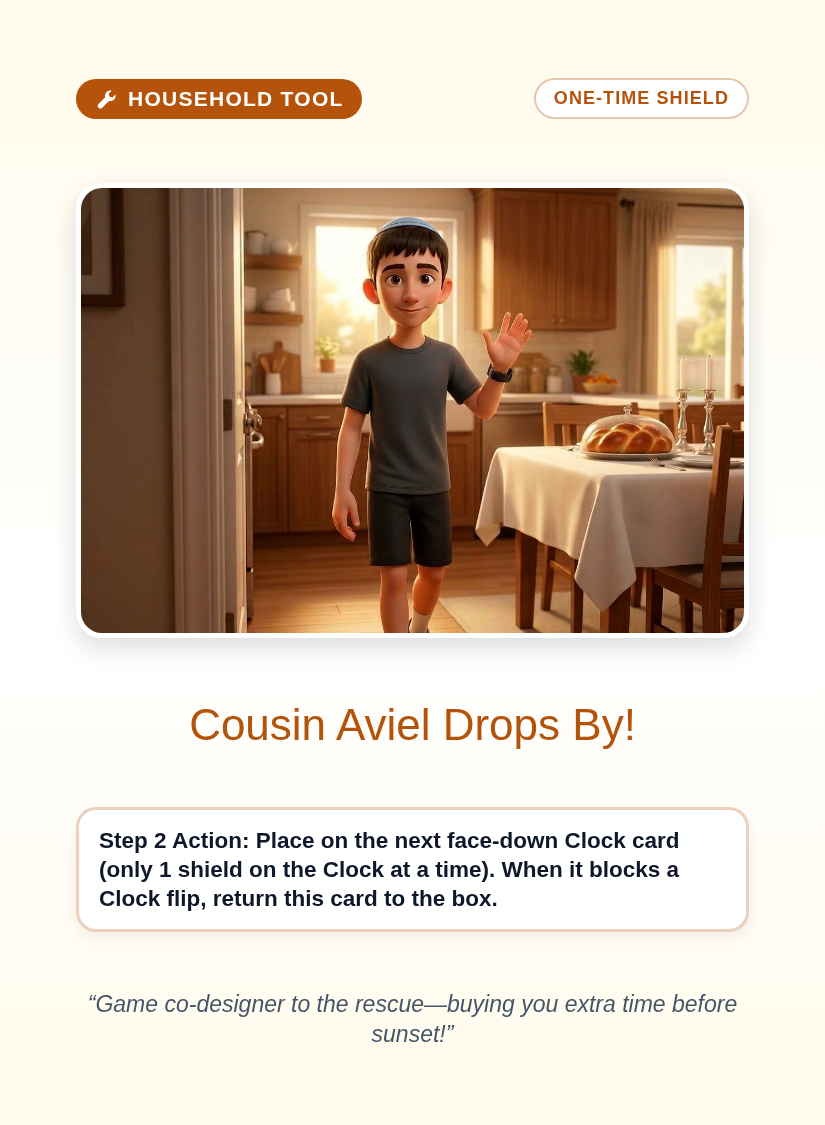 HOUSEHOLD TOOL
ONE-TIME SHIELD
Cousin Aviel Drops By!
Step 2 Action: Place on the next face-down Clock card
(only 1 shield on the Clock at a time). When it blocks a
Clock flip, return this card to the box.
“Game co-designer to the rescue—buying you extra time before
sunset!”